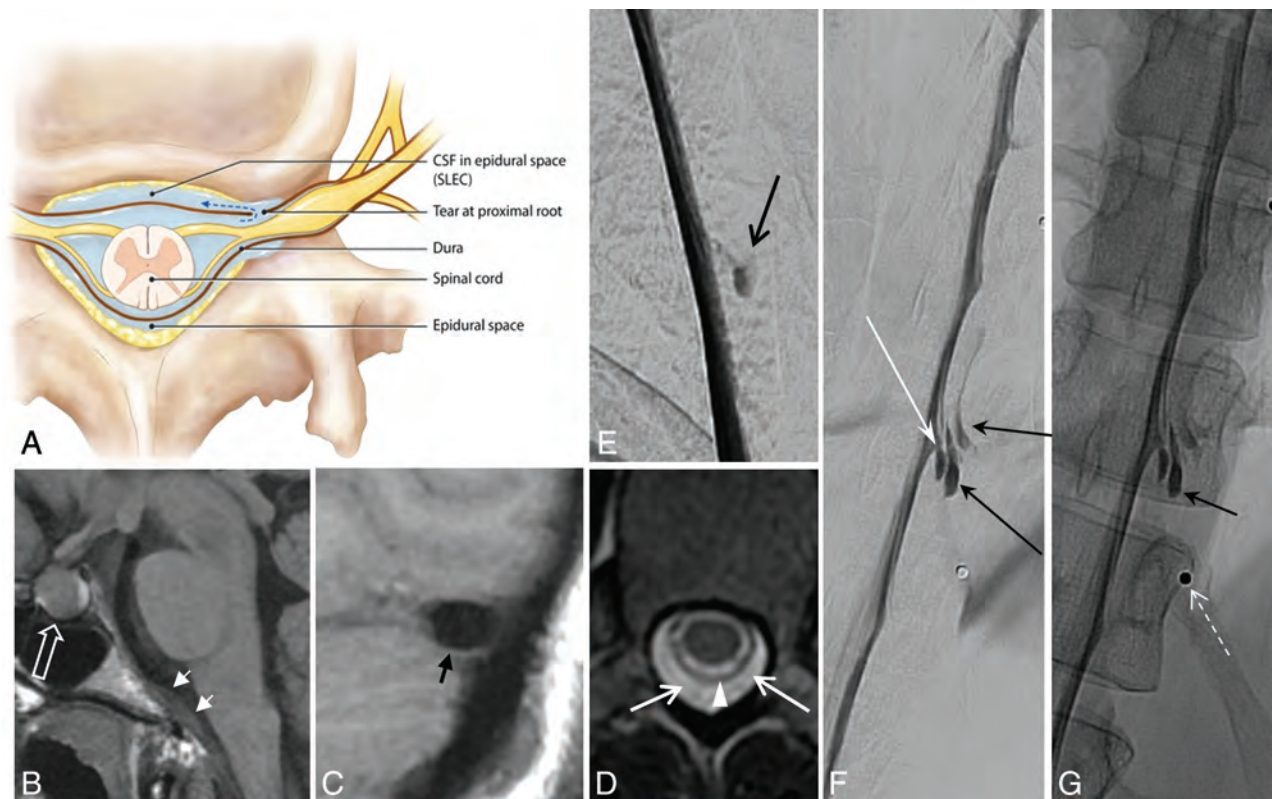 CSF in epidural space
(SLEC)
Tear at proximal root
Dura
Spinal cord
Epidural space
A
B
C
D
E
F
G